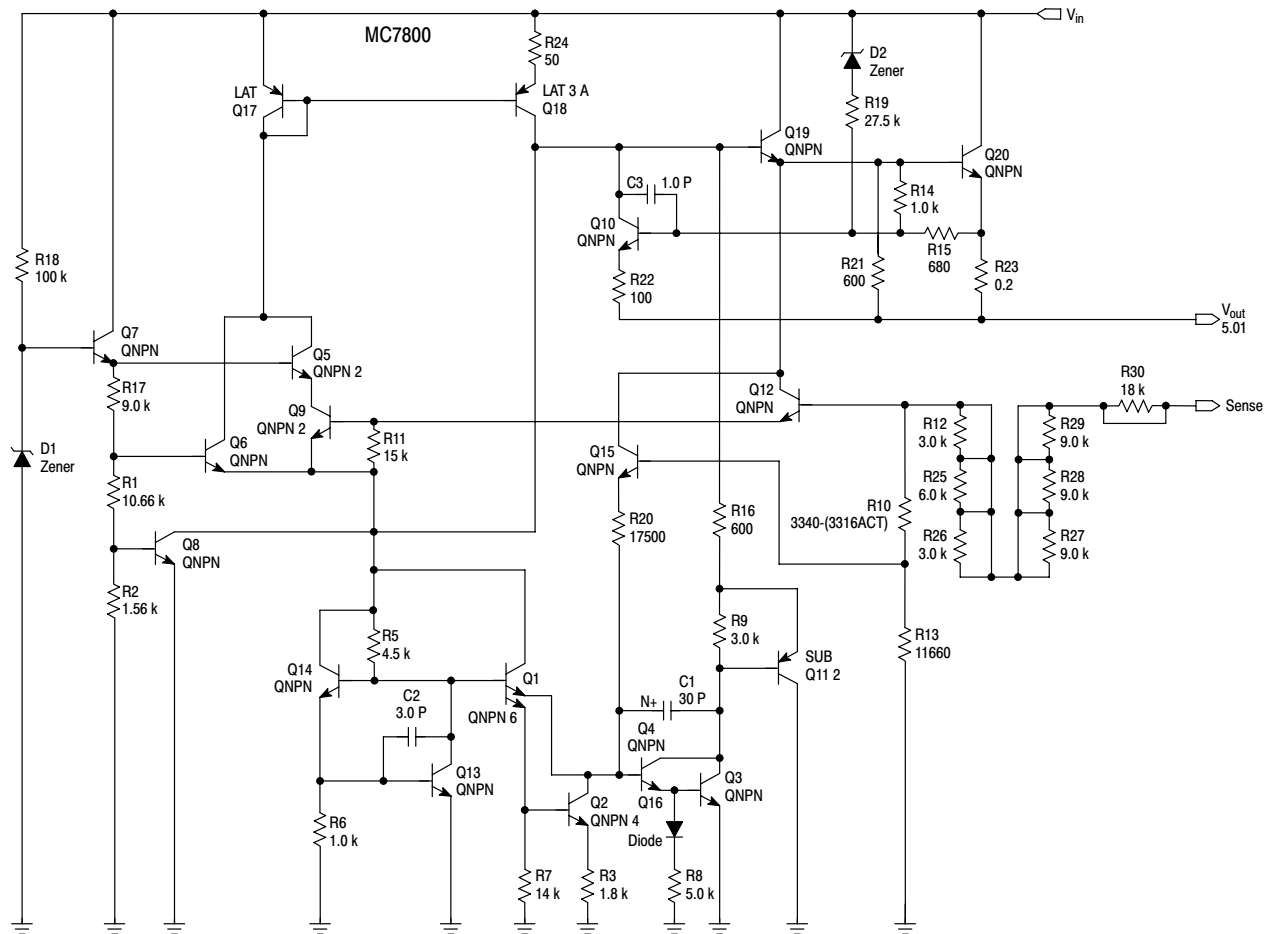 MC7800
Vin
R24
50
D2
Zener
LAT
Q17
LAT 3 A
Q18
R19
27.5 k
Q19
QNPN
Q20
QNPN
C3
1.0 P
R14
1.0 k
Q10
QNPN
R15
680
R18
100 k
R22
100
R21
600
R23
0.2
Vout
5.01
Q7
QNPN
Q5
QNPN 2
R17
9.0 k
R30
18 k
Sense
Q12
QNPN
Q9
QNPN 2
R11
15 k
R12
3.0 k
R29
9.0 k
D1
Zener
Q6
QNPN
Q15
QNPN
R1
10.66 k
R25
6.0 k
R28
9.0 k
R20
17500
R16
600
R10
3340-(3316ACT)
Q8
QNPN
R26
3.0 k
R27
9.0 k
R2
1.56 k
R5
4.5 k
R9
3.0 k
R13
11660
SUB
Q11 2
Q14
QNPN
Q1
QNPN 6
C2
3.0 P
C1
30 P
N+
Q4
QNPN
Q13
QNPN
Q3
QNPN
Q2
QNPN 4
Q16
Diode
R6
1.0 k
R7
14 k
R3
1.8 k
R8
5.0 k